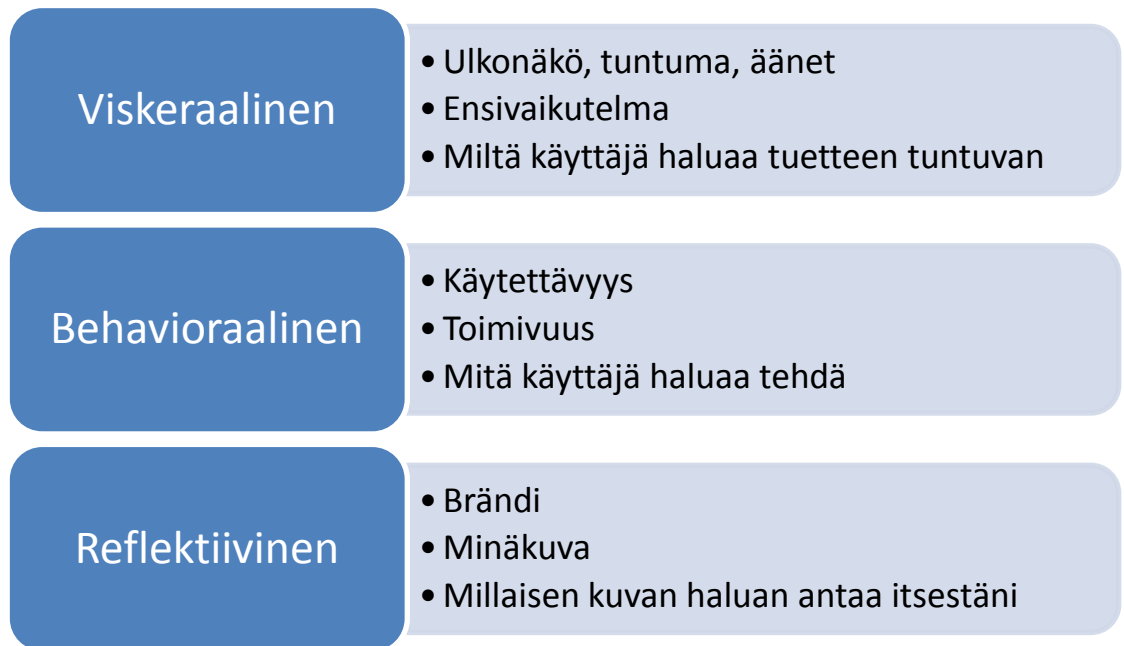 Viskeraalinen
• Ulkonäkö, tuntuma, äänet
• Ensivaikutelma
• Miltä käyttäjä haluaa tuetteen tuntuvan
Behavioraalinen
• Käytettävyys
• Toimivuus
• Mitä käyttäjä haluaa tehdä
Reflektiivinen
• Brändi
• Minäkuva
• Millaisen kuvan haluan antaa itsestäni